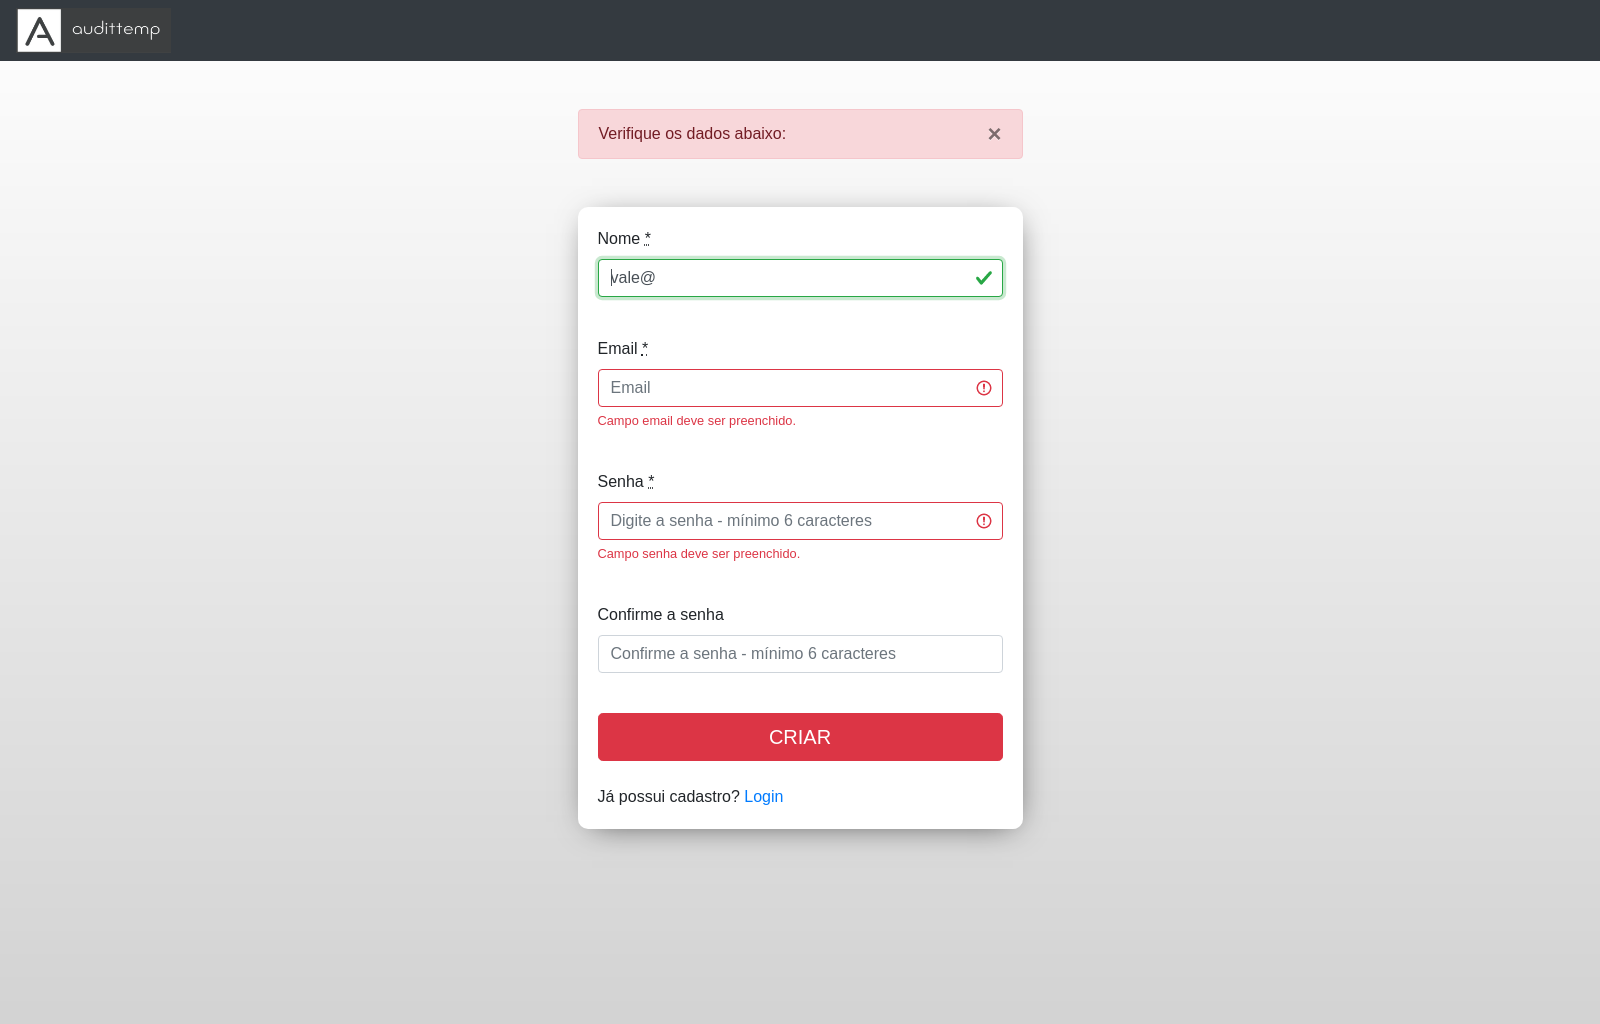 A audittemp
Verifique os dados abaixo: ×
Nome *
vale@
Email *
Email
Campo email deve ser preenchido.
Senha *
Digite a senha - mínimo 6 caracteres
Campo senha deve ser preenchido.
Confirme a senha
Confirme a senha - mínimo 6 caracteres
CRIAR
Já possui cadastro? Login